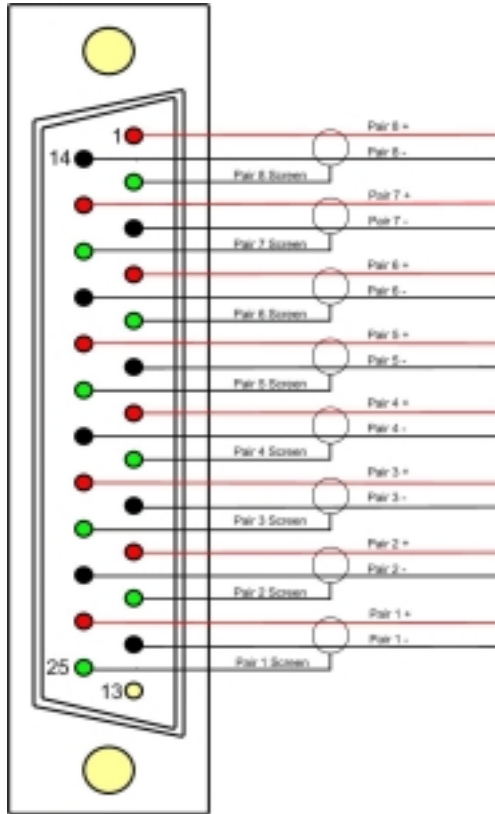 1
Pair 8 +
14
Pair 8 -
Pair 8 Screen
Pair 7 +
Pair 7 -
Pair 7 Screen
Pair 6 +
Pair 6 -
Pair 6 Screen
Pair 5 +
Pair 5 -
Pair 5 Screen
Pair 4 +
Pair 4 -
Pair 4 Screen
Pair 3 +
Pair 3 -
Pair 3 Screen
Pair 2 +
Pair 2 -
Pair 2 Screen
Pair 1 +
Pair 1 -
25
Pair 1 Screen
13